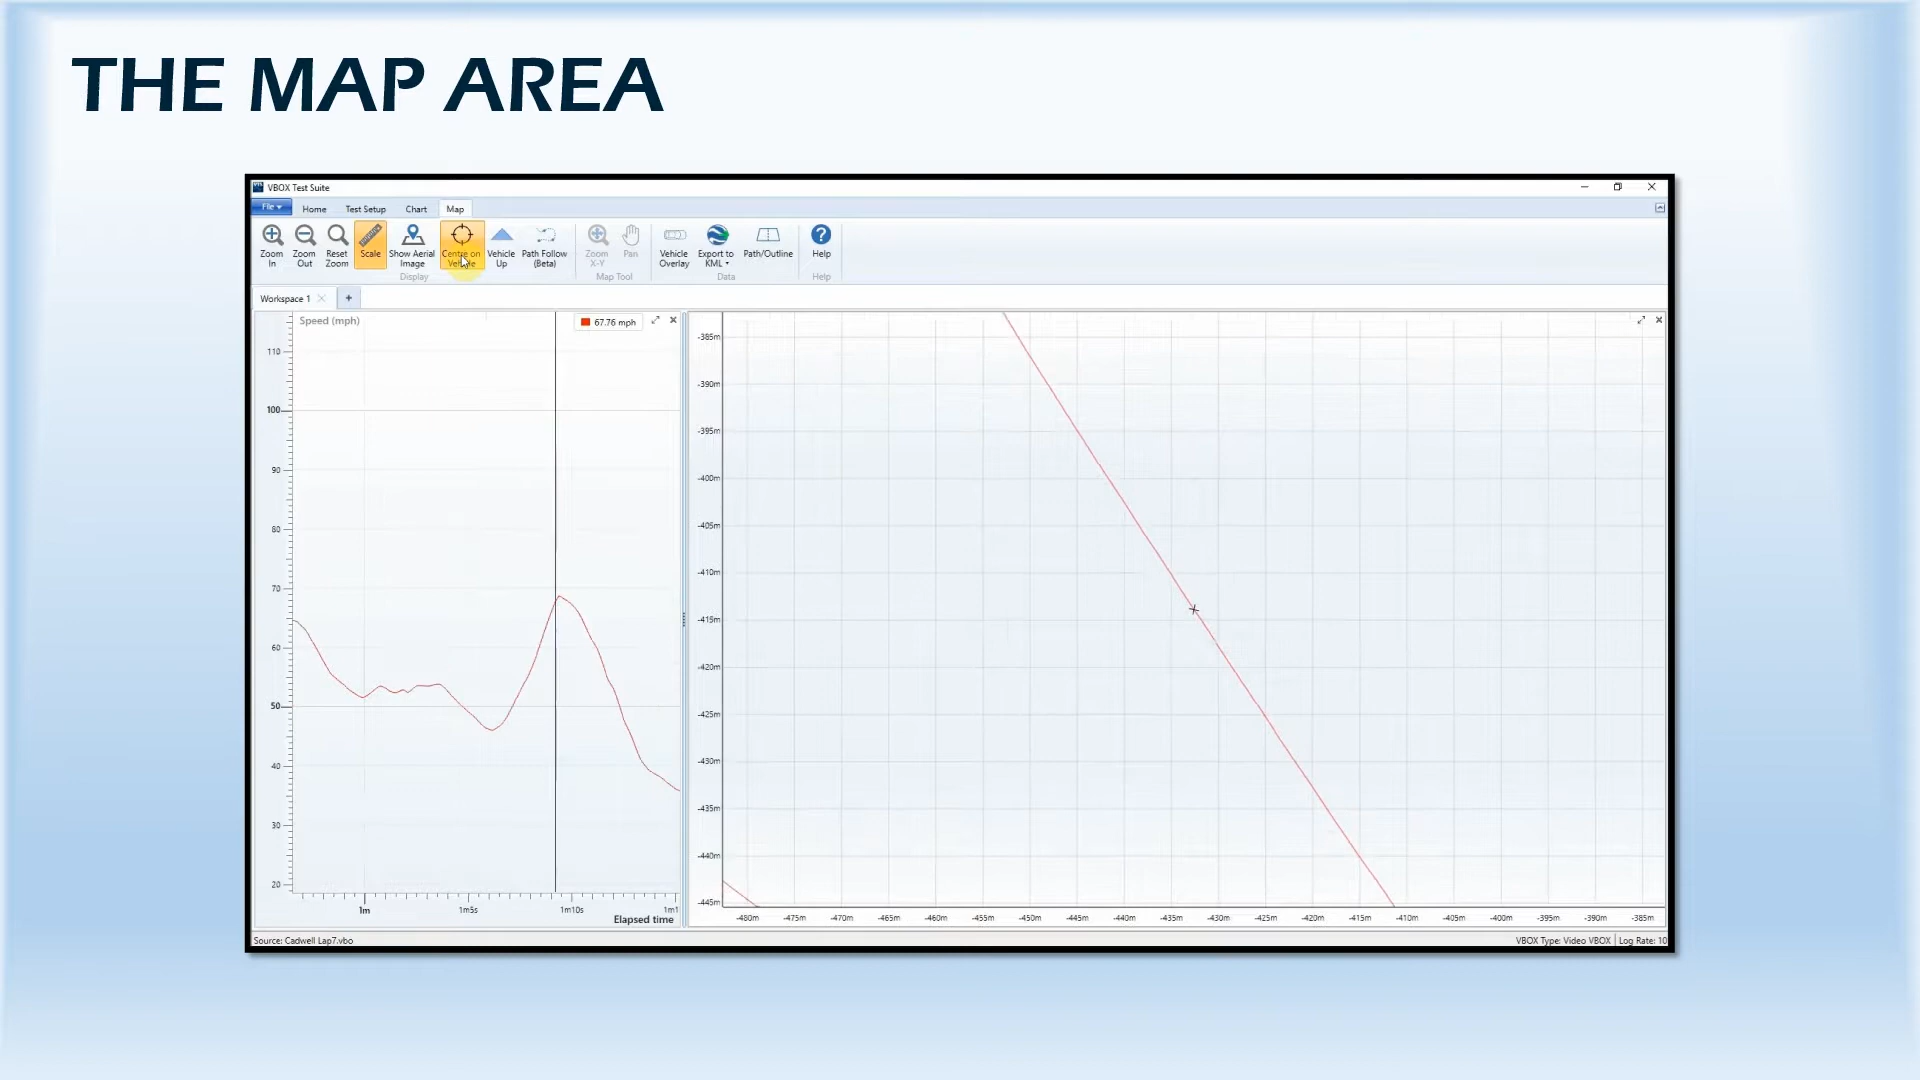 THE MAP AREA
VBOX Test Suite
File Home Test Setup Chart Map
Zoom In
Zoom Out
Reset Zoom
Scale
Show Aerial Image
Centre on Vehicle
Vehicle Up
Path Follow (Beta)
Zoom X-Y
Pan
Vehicle Overlay
Export to KML
Path/Outline
Help
Display Map Tool Data Help
Workspace 1 +
Speed (mph) 67.76 mph
110
100
90
80
70
60
50
40
30
20
1m 1m5s 1m10s 1m1
Elapsed time
-385m
-390m
-395m
-400m
-405m
-410m
-415m
-420m
-425m
-430m
-435m
-440m
-445m
-480m -475m -470m -465m -460m -455m -450m -445m -440m -435m -430m -425m -420m -415m -410m -405m -400m -395m -390m -385m
Source: Cadwell Lap7.vbo VBOX Type: Video VBOX Log Rate: 10